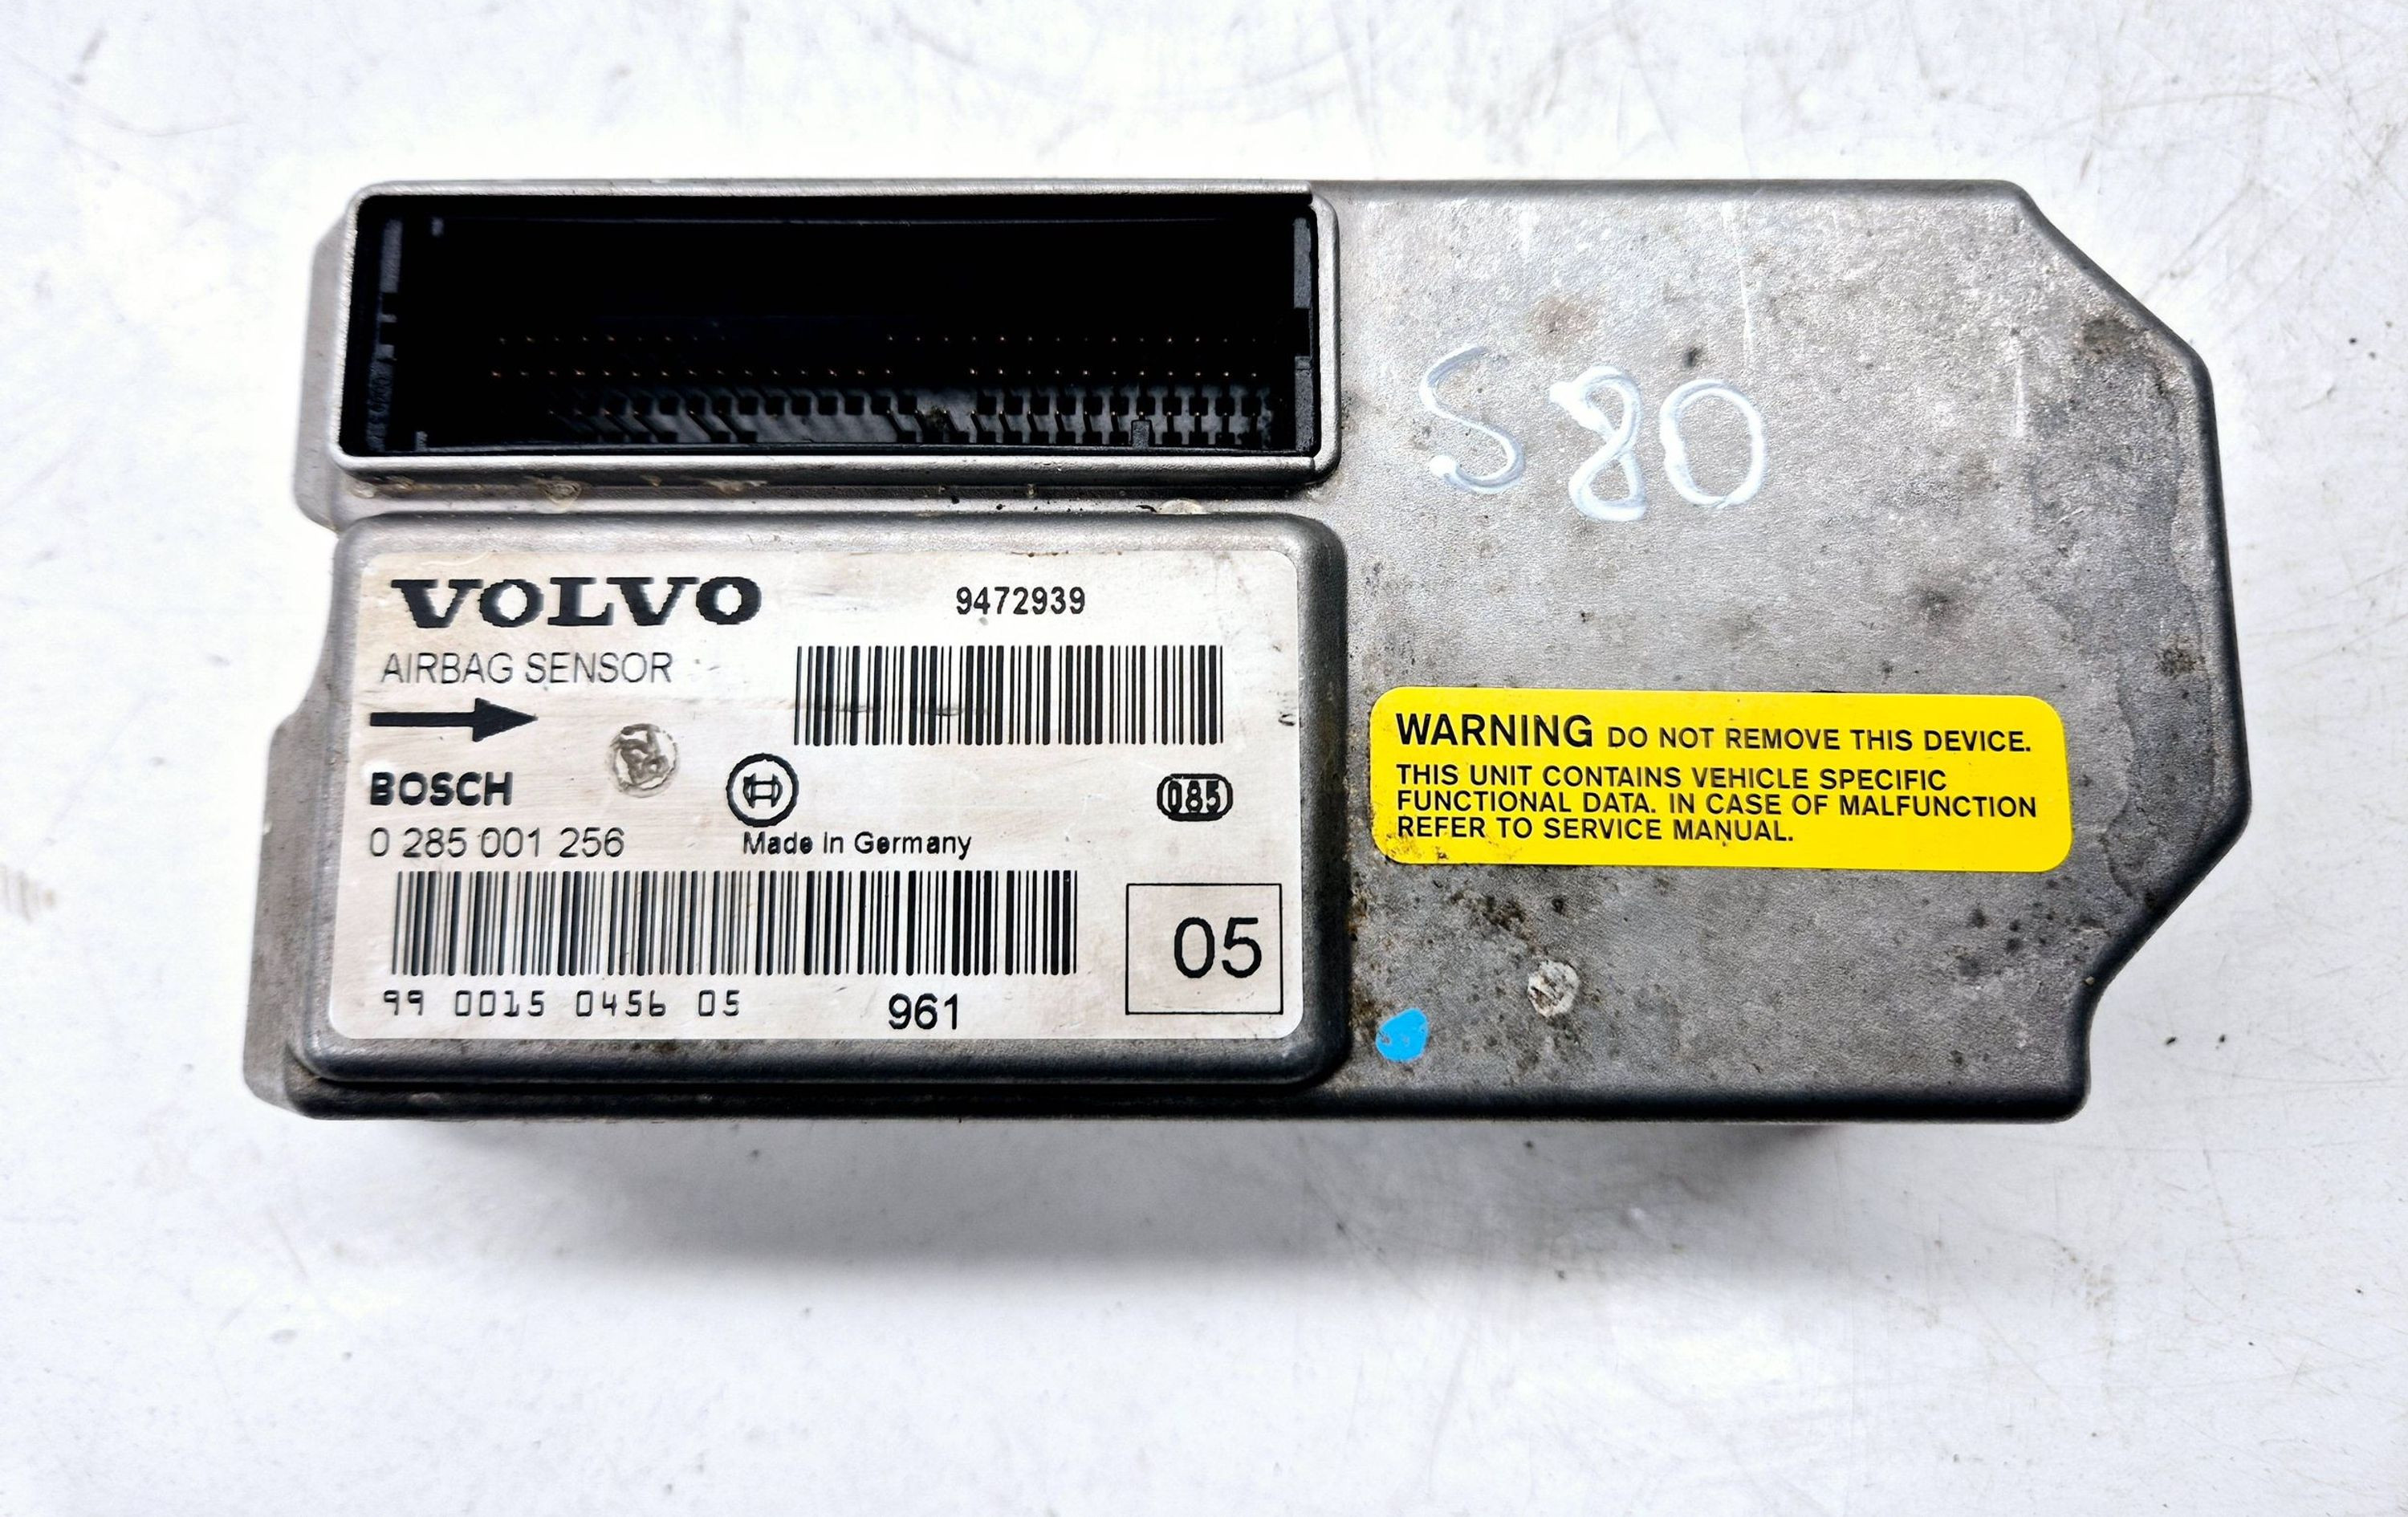 S80
VOLVO
9472939
AIRBAG SENSOR
BOSCH
085
0 285 001 256
Made in Germany
05
99 0015 0456 05
961
WARNING DO NOT REMOVE THIS DEVICE.
THIS UNIT CONTAINS VEHICLE SPECIFIC
FUNCTIONAL DATA. IN CASE OF MALFUNCTION
REFER TO SERVICE MANUAL.